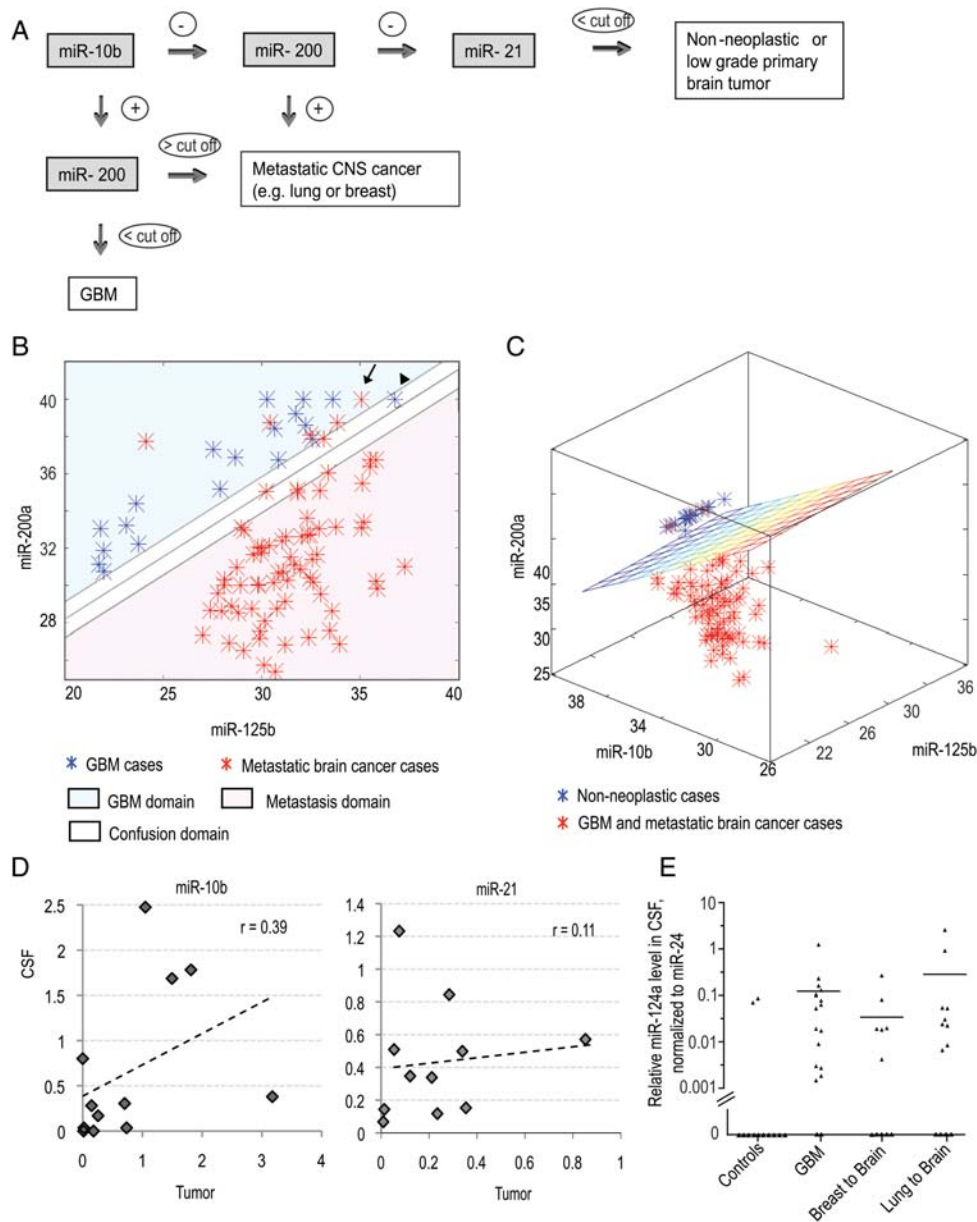 A
miR-10b
-
miR- 200
-
miR- 21
< cut off
Non-neoplastic or
low grade primary
brain tumor
+
+
miR- 200
> cut off
Metastatic CNS cancer
(e.g. lung or breast)
< cut off
GBM
B
miR-200a
40
36
32
28
20
25
30
35
40
miR-125b
GBM cases
Metastatic brain cancer cases
GBM domain
Metastasis domain
Confusion domain
C
miR-200a
40
35
30
25
38
34
30
26
miR-10b
22
26
30
36
miR-125b
Non-neoplastic cases
GBM and metastatic brain cancer cases
D
miR-10b
CSF
2.5
2
1.5
1
0.5
0
r = 0.39
0
1
2
3
4
Tumor
miR-21
1.4
1.2
1
0.8
0.6
0.4
0.2
0
r = 0.11
0
0.2
0.4
0.6
0.8
1
Tumor
E
Relative miR-124a level in CSF,
normalized to miR-24
10
1
0.1
0.01
0.001
0
Controls
GBM
Breast to Brain
Lung to Brain